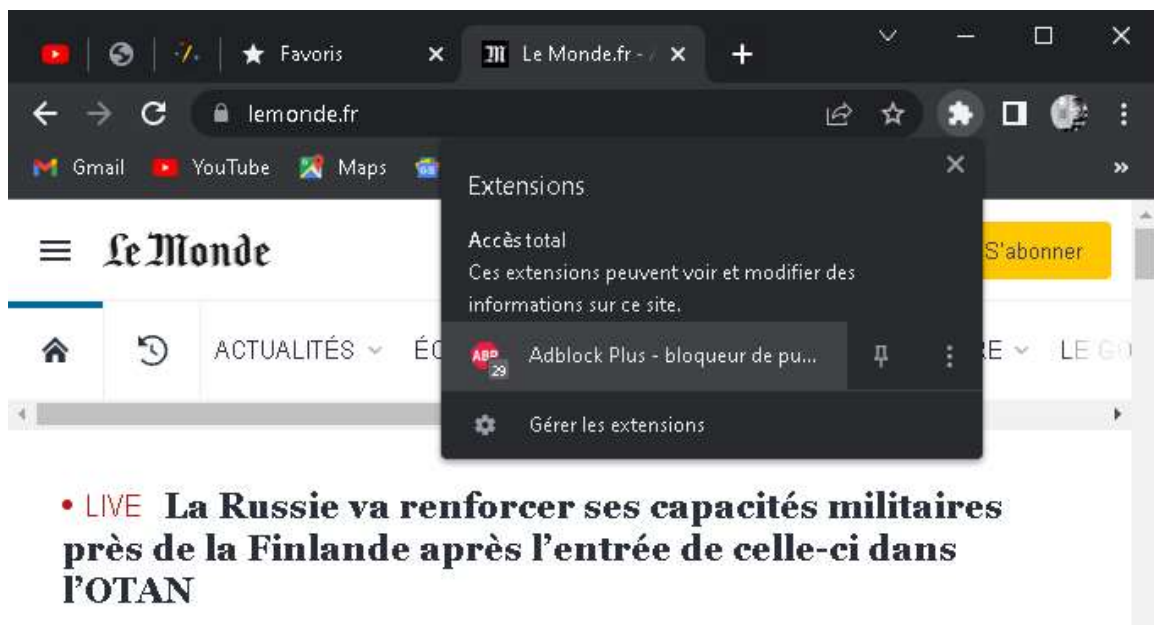 Favoris
Le Monde.fr -
lemonde.fr
Gmail YouTube Maps
Extensions
Accès total
Ces extensions peuvent voir et modifier des
informations sur ce site.
ABP 29 Adblock Plus - bloqueur de pu...
Gérer les extensions
Le Monde
S'abonner
ACTUALITÉS
• LIVE La Russie va renforcer ses capacités militaires
près de la Finlande après l'entrée de celle-ci dans
l'OTAN